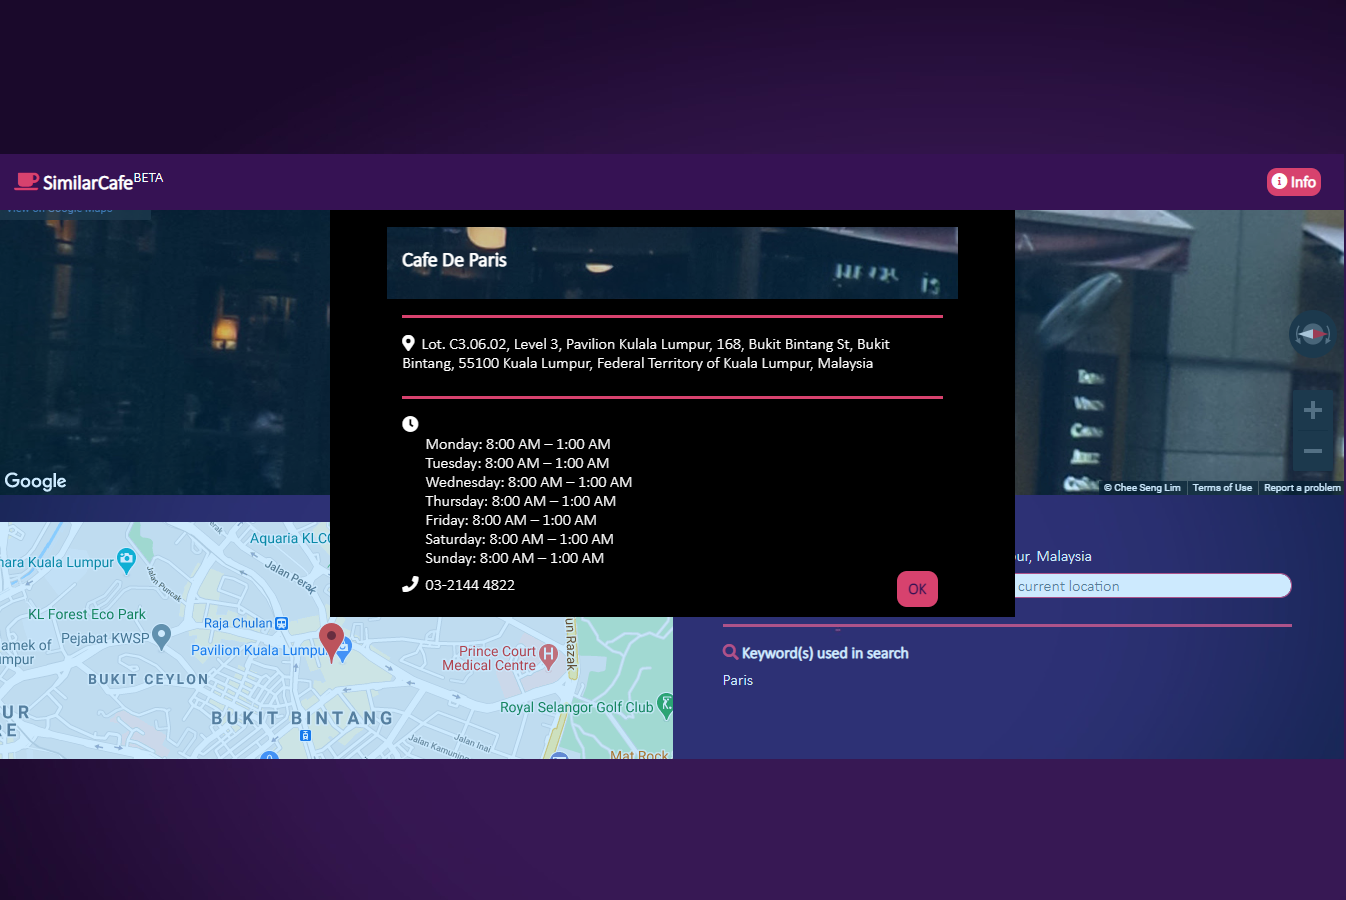 SimilarCafeBETA
Info
View on Google Maps
Cafe De Paris
Lot. C3.06.02, Level 3, Pavilion Kulala Lumpur, 168, Bukit Bintang St, Bukit
Bintang, 55100 Kuala Lumpur, Federal Territory of Kuala Lumpur, Malaysia
Monday: 8:00 AM – 1:00 AM
Tuesday: 8:00 AM – 1:00 AM
Wednesday: 8:00 AM – 1:00 AM
Thursday: 8:00 AM – 1:00 AM
Friday: 8:00 AM – 1:00 AM
Saturday: 8:00 AM – 1:00 AM
Sunday: 8:00 AM – 1:00 AM
03-2144 4822
OK
Google
© Chee Seng Lim
Terms of Use
Report a problem
Aquaria KLC
nara Kuala Lumpur
Jalan Puncak
Jalan Perak
KL Forest Eco Park
Raja Chulan
Pejabat KWSP
amek of
mpur
Pavilion Kuala Lumpu
Prince Court
Medical Centre
un Razak
BUKIT CEYLON
Royal Selangor Golf Club
UR
RE
BUKIT BINTANG
Jalan Kamuning
Jalan Inai
Mat Rock
ur, Malaysia
current location
Keyword(s) used in search
Paris